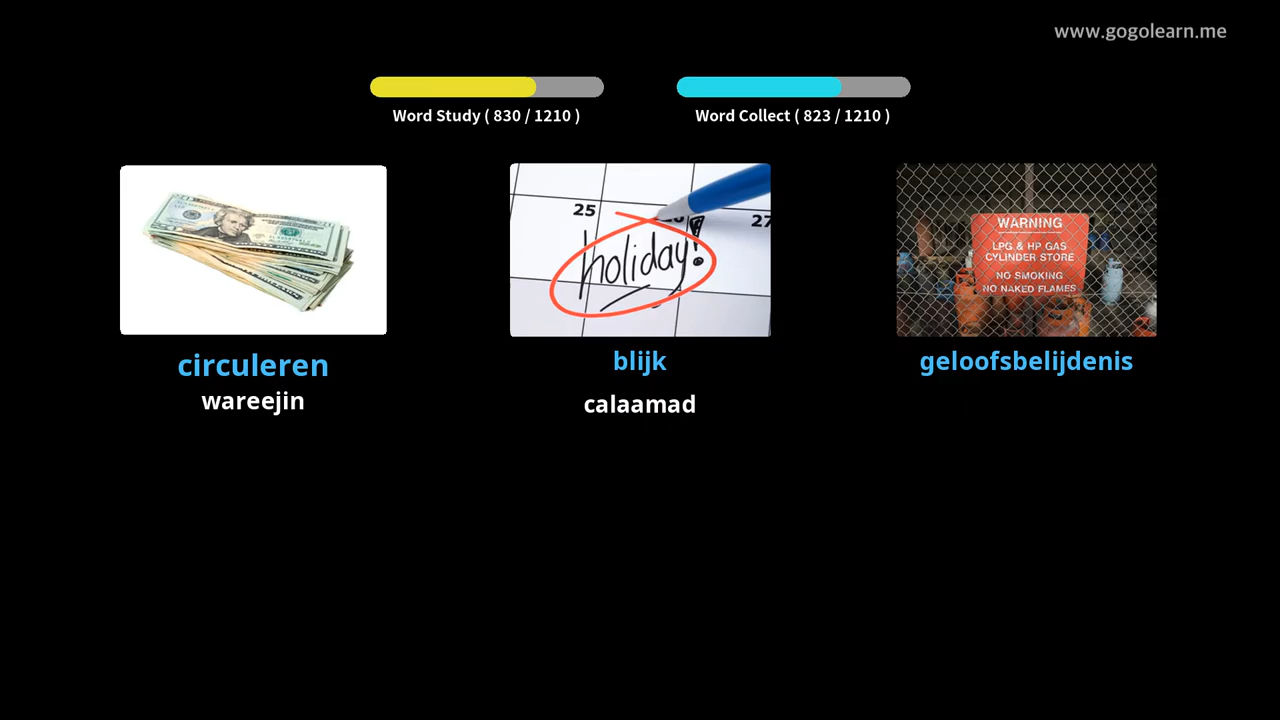 www.gogolearn.me
Word Study ( 830 / 1210 )
Word Collect ( 823 / 1210 )
25
27
holiday!
WARNING
LPG & HP GAS
CYLINDER STORE
NO SMOKING
NO NAKED FLAMES
circuleren
wareejin
blijk
calaamad
geloofsbelijdenis